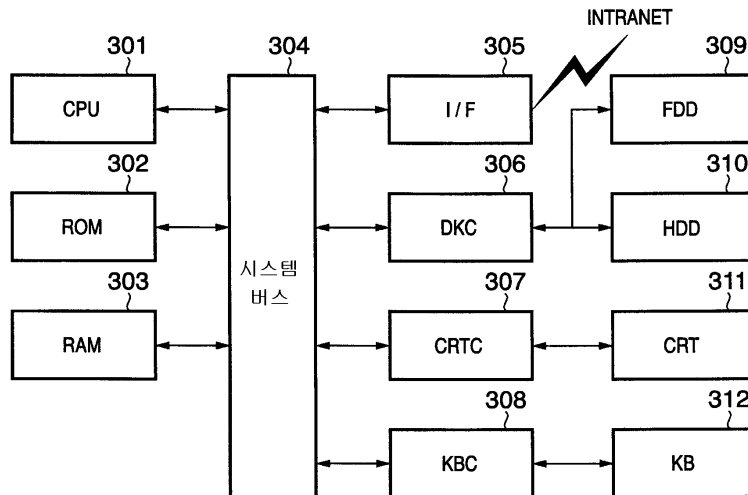 INTRANET
301
304
305
309
CPU
I / F
FDD
302
306
310
ROM
DKC
HDD
시스템
버스
303
307
311
RAM
CRTC
CRT
308
312
KBC
KB